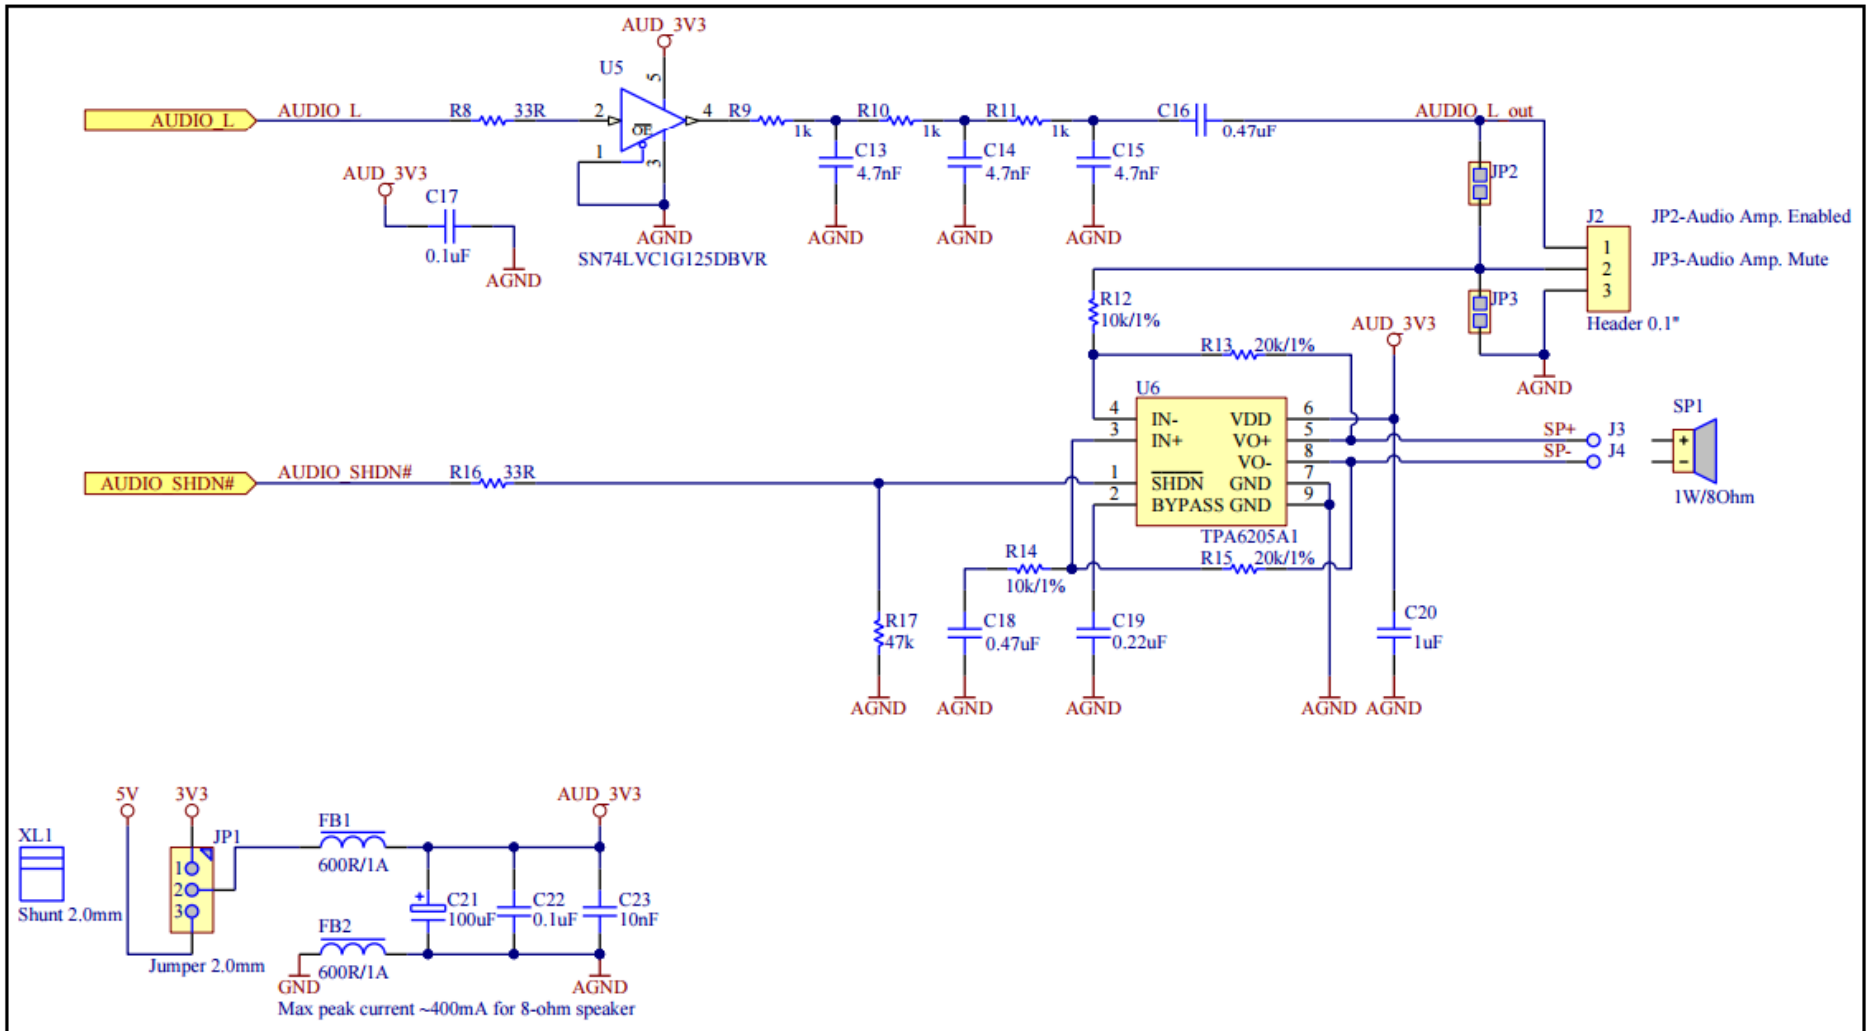 AUD_3V3
U5
5
AUDIO_L
AUDIO_L
R8
33R
2
OE
4
1
3
R9
1k
R10
1k
R11
1k
C16
0.47uF
AUDIO_L_out
C13
4.7nF
C14
4.7nF
C15
4.7nF
AUD_3V3
C17
0.1uF
AGND
AGND
SN74LVC1G125DBVR
AGND
AGND
AGND
JP2
J2
1
2
3
Header 0.1"
JP2-Audio Amp. Enabled
JP3-Audio Amp. Mute
JP3
AGND
R12
10k/1%
R13
20k/1%
AUD_3V3
U6
4
IN-
VDD
6
3
IN+
VO+
5
VO-
8
1
SHDN
GND
7
2
BYPASS
GND
9
TPA6205A1
SP+
J3
SP-
J4
SP1
+
-
1W/8Ohm
AUDIO_SHDN#
AUDIO_SHDN#
R16
33R
R14
10k/1%
R15
20k/1%
R17
47k
C18
0.47uF
C19
0.22uF
C20
1uF
AGND
AGND
AGND
AGND
AGND
5V
3V3
AUD_3V3
XL1
Shunt 2.0mm
JP1
1
2
3
Jumper 2.0mm
FB1
600R/1A
+
C21
100uF
C22
0.1uF
C23
10nF
FB2
600R/1A
GND
AGND
Max peak current ~400mA for 8-ohm speaker